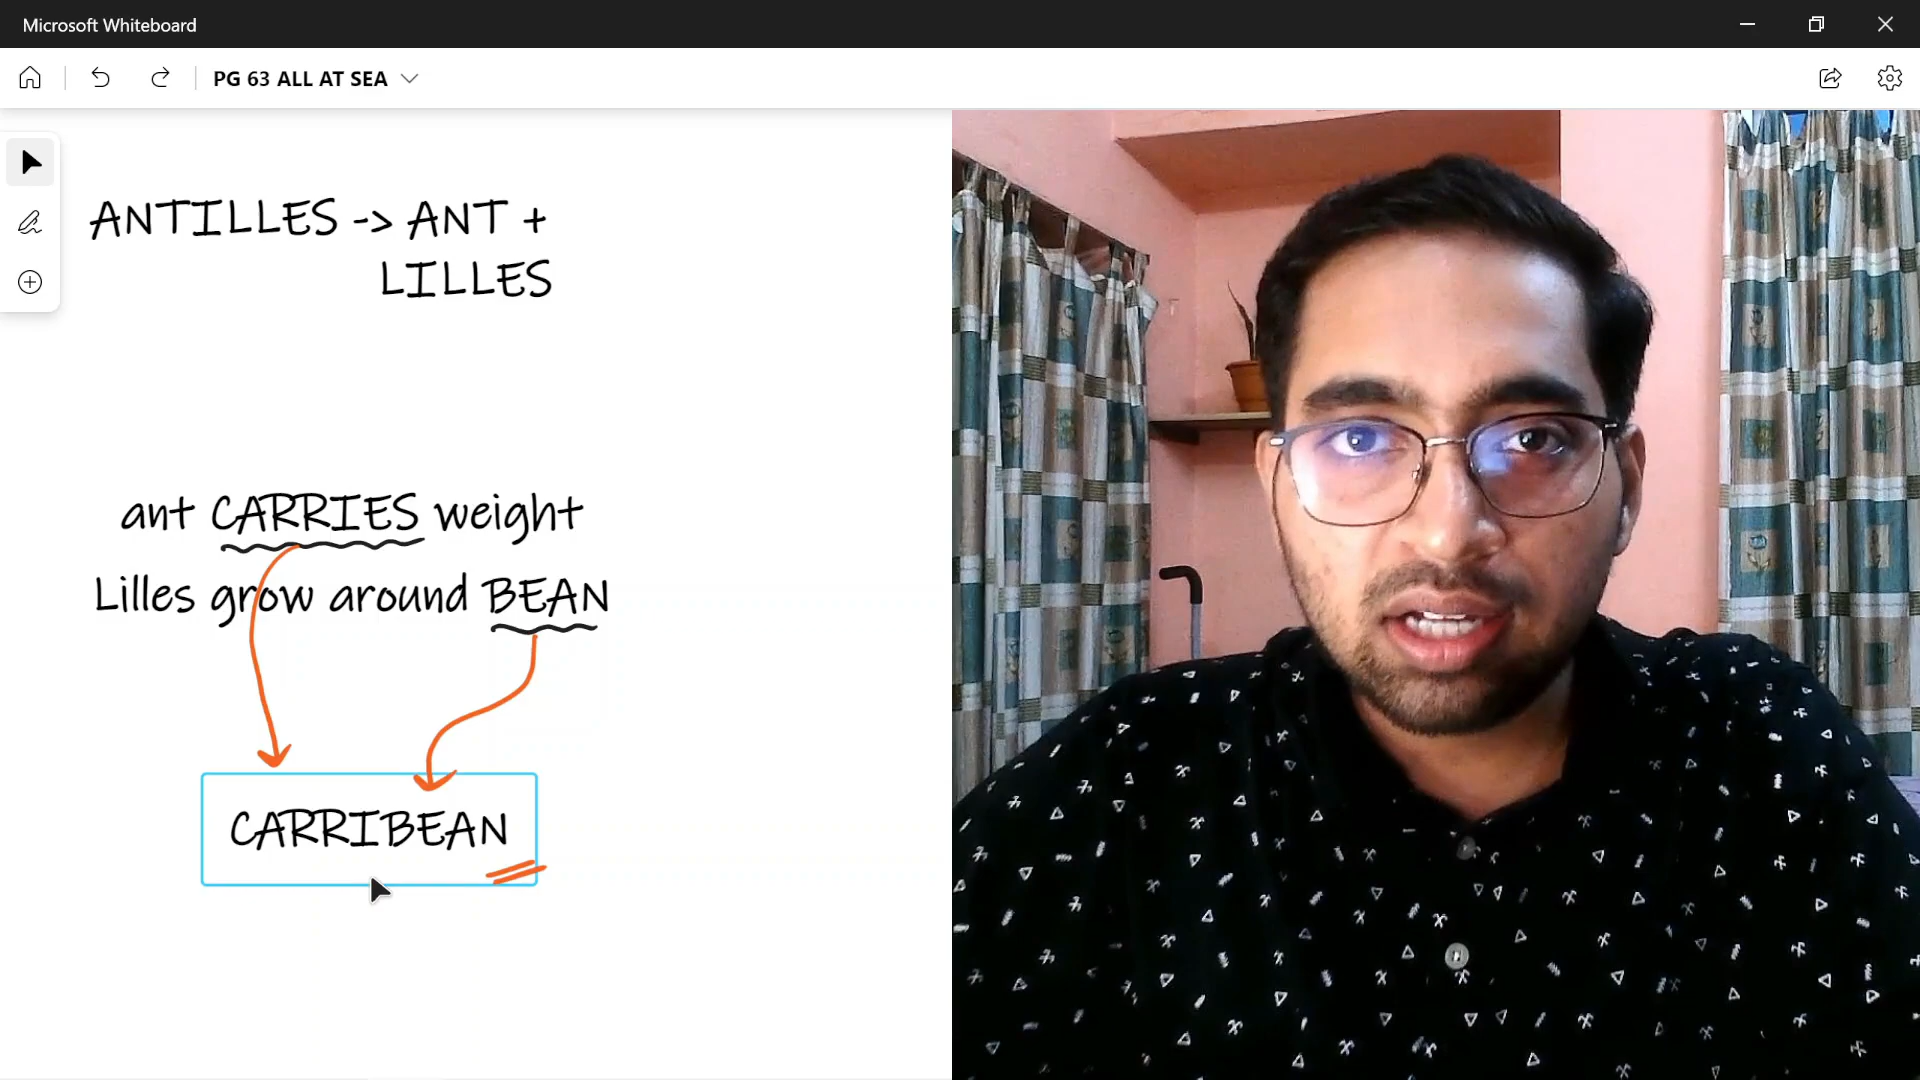 Microsoft Whiteboard
PG 63 ALL AT SEA
ANTILLES -> ANT +
LILLES
ant CARRIES weight
Lilles grow around BEAN
CARRIBEAN